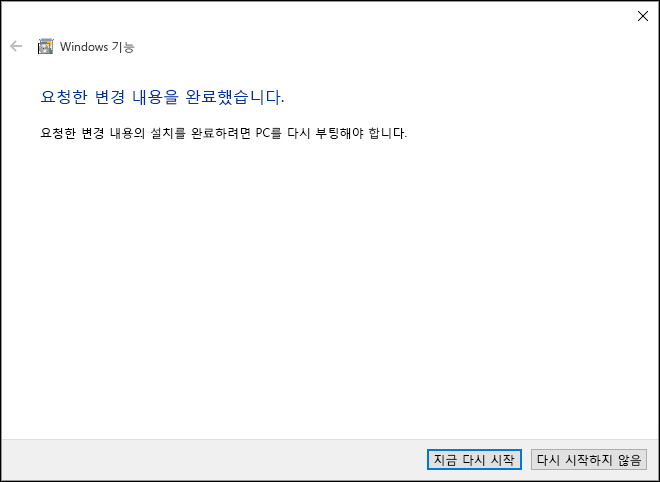 Windows 기능
요청한 변경 내용을 완료했습니다.
요청한 변경 내용의 설치를 완료하려면 PC를 다시 부팅해야 합니다.
지금 다시 시작
다시 시작하지 않음